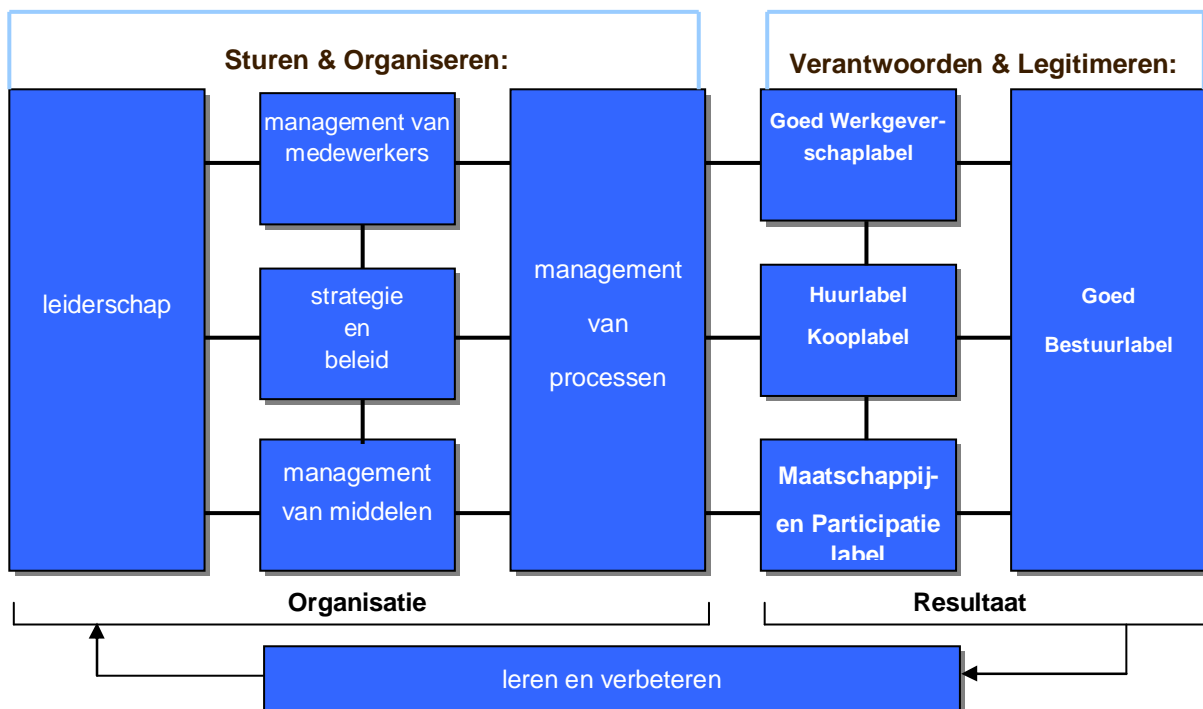 Sturen & Organiseren:
Verantwoorden & Legitimeren:
leiderschap
management van
medewerkers
strategie
en
beleid
management
van middelen
management
van
processen
Goed Werkgever-
schaplabel
Huurlabel
Kooplabel
Maatschappij-
en Participatie
label
Goed
Bestuurlabel
Organisatie
Resultaat
leren en verbeteren